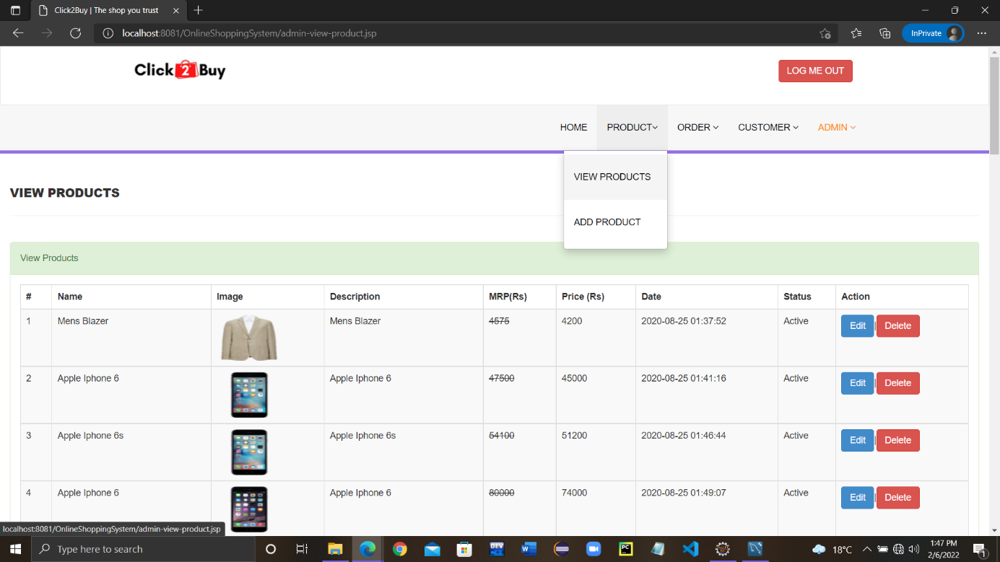 Click2Buy | The shop you trust
localhost:8081/OnlineShoppingSystem/admin-view-product.jsp
InPrivate
Click 2 Buy
LOG ME OUT
HOME PRODUCT ORDER CUSTOMER ADMIN
VIEW PRODUCTS
ADD PRODUCT
VIEW PRODUCTS
View Products
# Name Image Description MRP(Rs) Price (Rs) Date Status Action
1 Mens Blazer Mens Blazer 4575 4200 2020-08-25 01:37:52 Active Edit | Delete
2 Apple Iphone 6 Apple Iphone 6 47500 45000 2020-08-25 01:41:16 Active Edit | Delete
3 Apple Iphone 6s Apple Iphone 6s 54100 51200 2020-08-25 01:46:44 Active Edit | Delete
4 Apple Iphone 6 Apple Iphone 6 80000 74000 2020-08-25 01:49:07 Active Edit | Delete
localhost:8081/OnlineShoppingSystem/admin-view-product.jsp
Type here to search
DEV
W
PC
18°C
1:47 PM
2/6/2022
1